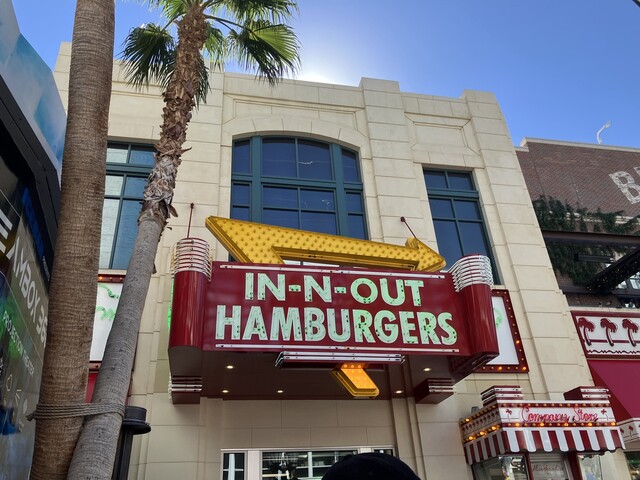 IN-N-OUT
HAMBURGERS
Company Store